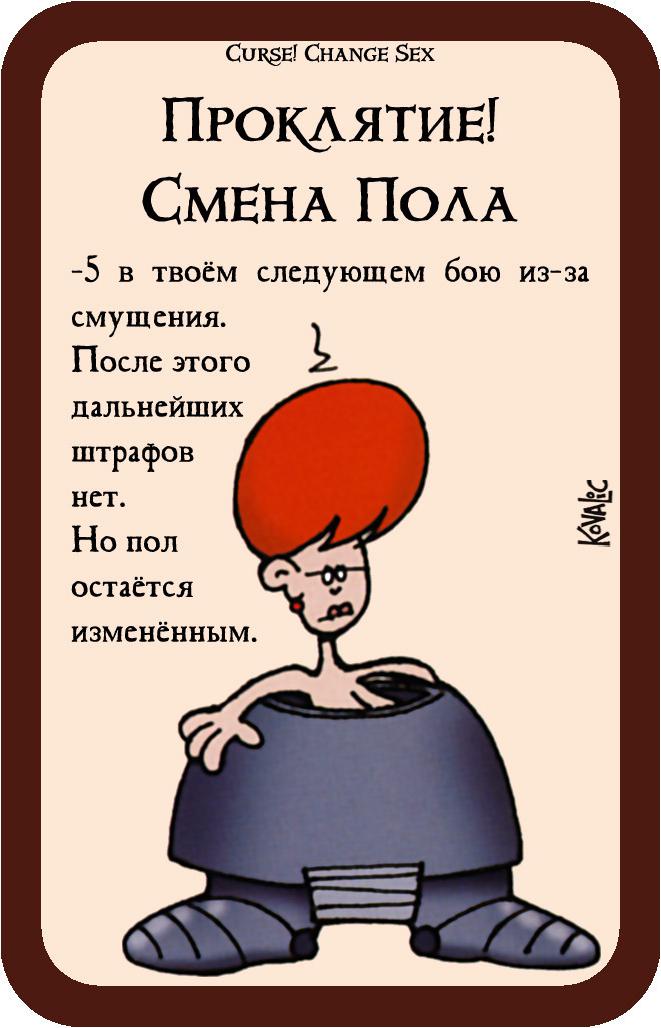 Curse! Change Sex
Проклятие!
Смена Пола
-5 в твоём следующем бою из-за
смущения.
После этого
дальнейших
штрафов
нет.
Но пол
остаётся
изменённым.
Kovalic